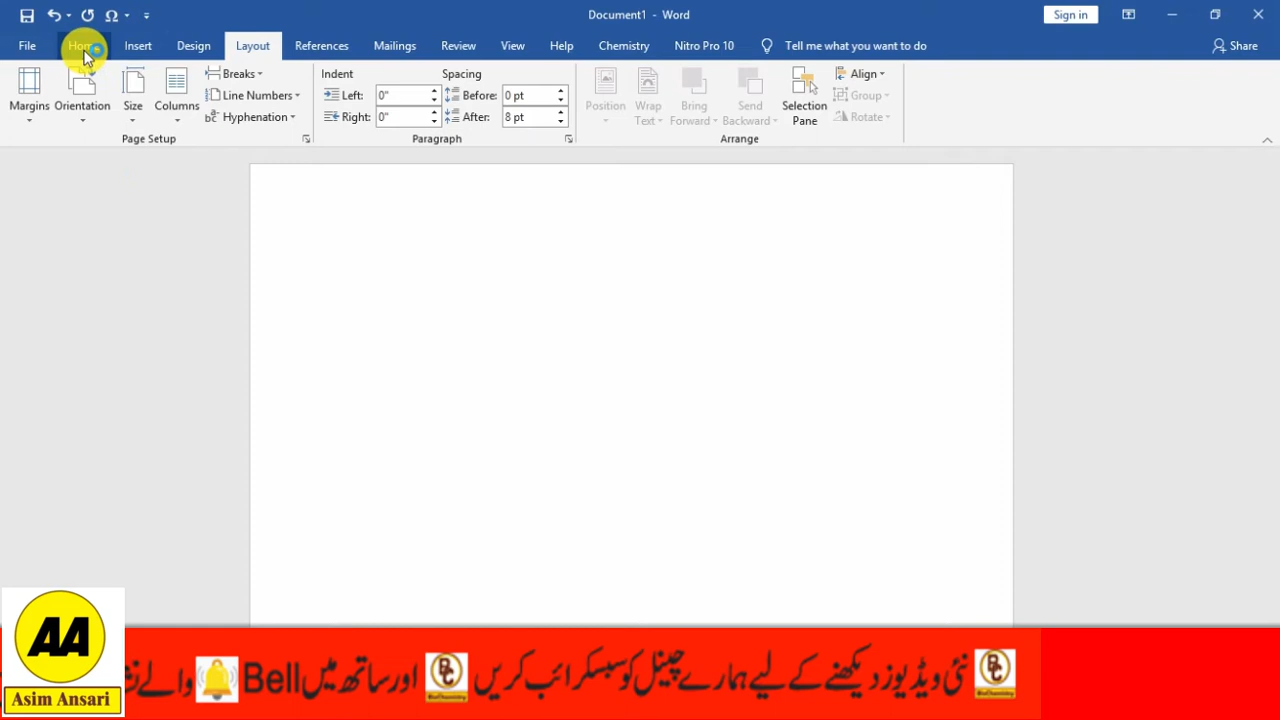 Document1 - Word
Sign in
File
Insert
Design
Layout
References
Mailings
Review
View
Help
Chemistry
Nitro Pro 10
Tell me what you want to do
Share
Margins
Orientation
Size
Columns
Breaks
Line Numbers
Hyphenation
Page Setup
Indent
Left: 0"
Right: 0"
Spacing
Before: 0 pt
After: 8 pt
Paragraph
Position
Wrap Text
Bring Forward
Send Backward
Selection Pane
Align
Group
Rotate
Arrange
AA
Asim Ansari
نئی ویڈیوز دیکھنے کے لیے ہمارے چینل کو سبسکرائب کریں اور ساتھ میں Bell والے